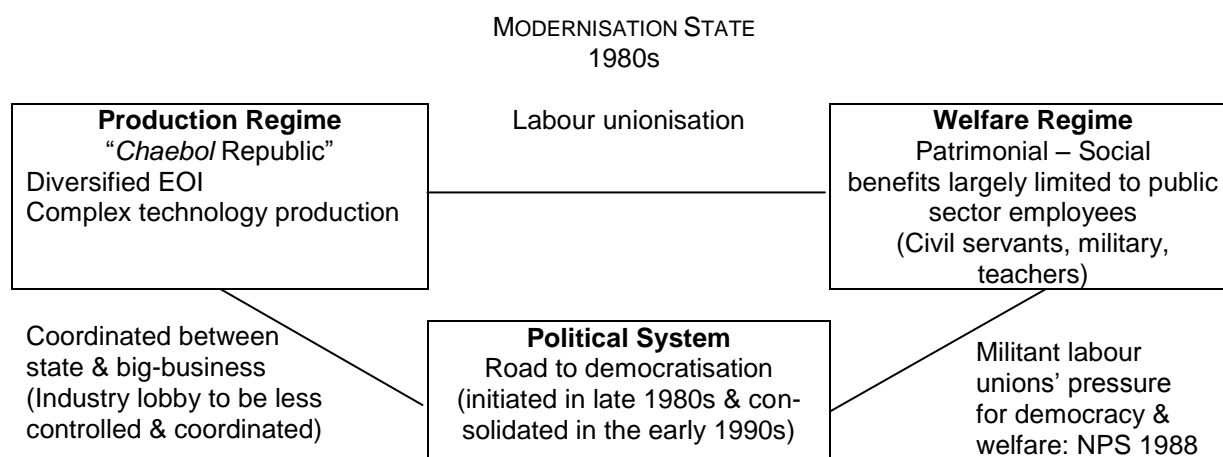 MODERNISATION STATE
1980s
Production Regime
“Chaebol Republic”
Diversified EOI
Complex technology production
Labour unionisation
Welfare Regime
Patrimonial – Social
benefits largely limited to public
sector employees
(Civil servants, military,
teachers)
Coordinated between
state & big-business
(Industry lobby to be less
controlled & coordinated)
Political System
Road to democratisation
(initiated in late 1980s & con-
solidated in the early 1990s)
Militant labour
unions’ pressure
for democracy &
welfare: NPS 1988